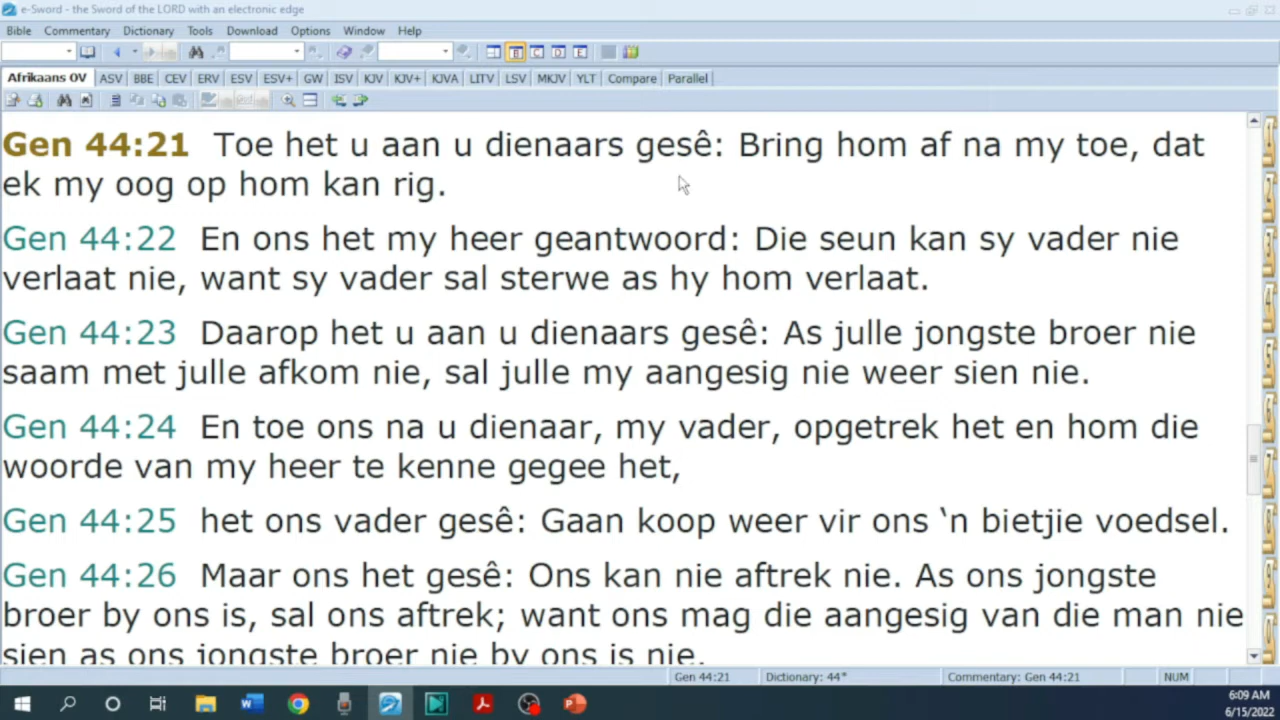 e-Sword - the Sword of the LORD with an electronic edge
Bible Commentary Dictionary Tools Download Options Window Help
Afrikaans OV ASV BBE CEV ERV ESV ESV+ GW ISV KJV KJV+ KJVA LITV LSV MKJV YLT Compare Parallel
Gen 44:21 Toe het u aan u dienaars gesê: Bring hom af na my toe, dat
ek my oog op hom kan rig.
Gen 44:22 En ons het my heer geantwoord: Die seun kan sy vader nie
verlaat nie, want sy vader sal sterwe as hy hom verlaat.
Gen 44:23 Daarop het u aan u dienaars gesê: As julle jongste broer nie
saam met julle afkom nie, sal julle my aangesig nie weer sien nie.
Gen 44:24 En toe ons na u dienaar, my vader, opgetrek het en hom die
woorde van my heer te kenne gegee het,
Gen 44:25 het ons vader gesê: Gaan koop weer vir ons ‘n bietjie voedsel.
Gen 44:26 Maar ons het gesê: Ons kan nie aftrek nie. As ons jongste
broer by ons is, sal ons aftrek; want ons mag die aangesig van die man nie
sien as ons jongste broer nie by ons is nie.
Gen 44:21 Dictionary: 44* Commentary: Gen 44:21 NUM
6:09 AM
6/15/2022